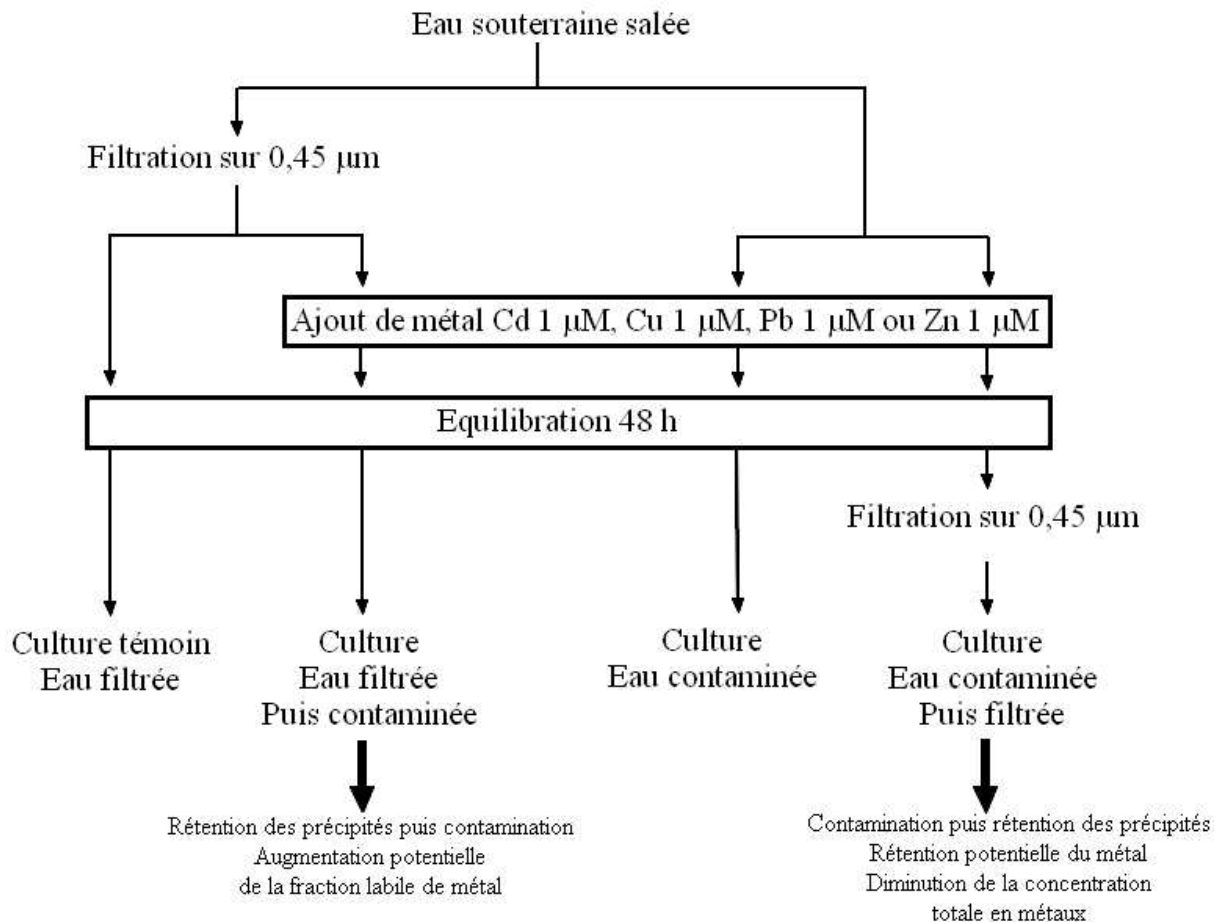 Eau souterraine salée
Filtration sur 0,45 µm
Ajout de métal Cd 1 µM, Cu 1 µM, Pb 1 µM ou Zn 1 µM
Equilibration 48 h
Filtration sur 0,45 µm
Culture témoin
Eau filtrée
Culture
Eau filtrée
Puis contaminée
Culture
Eau contaminée
Culture
Eau contaminée
Puis filtrée
Rétention des précipités puis contamination
Augmentation potentielle
de la fraction labile de métal
Contamination puis rétention des précipités
Rétention potentielle du métal
Diminution de la concentration
totale en métaux